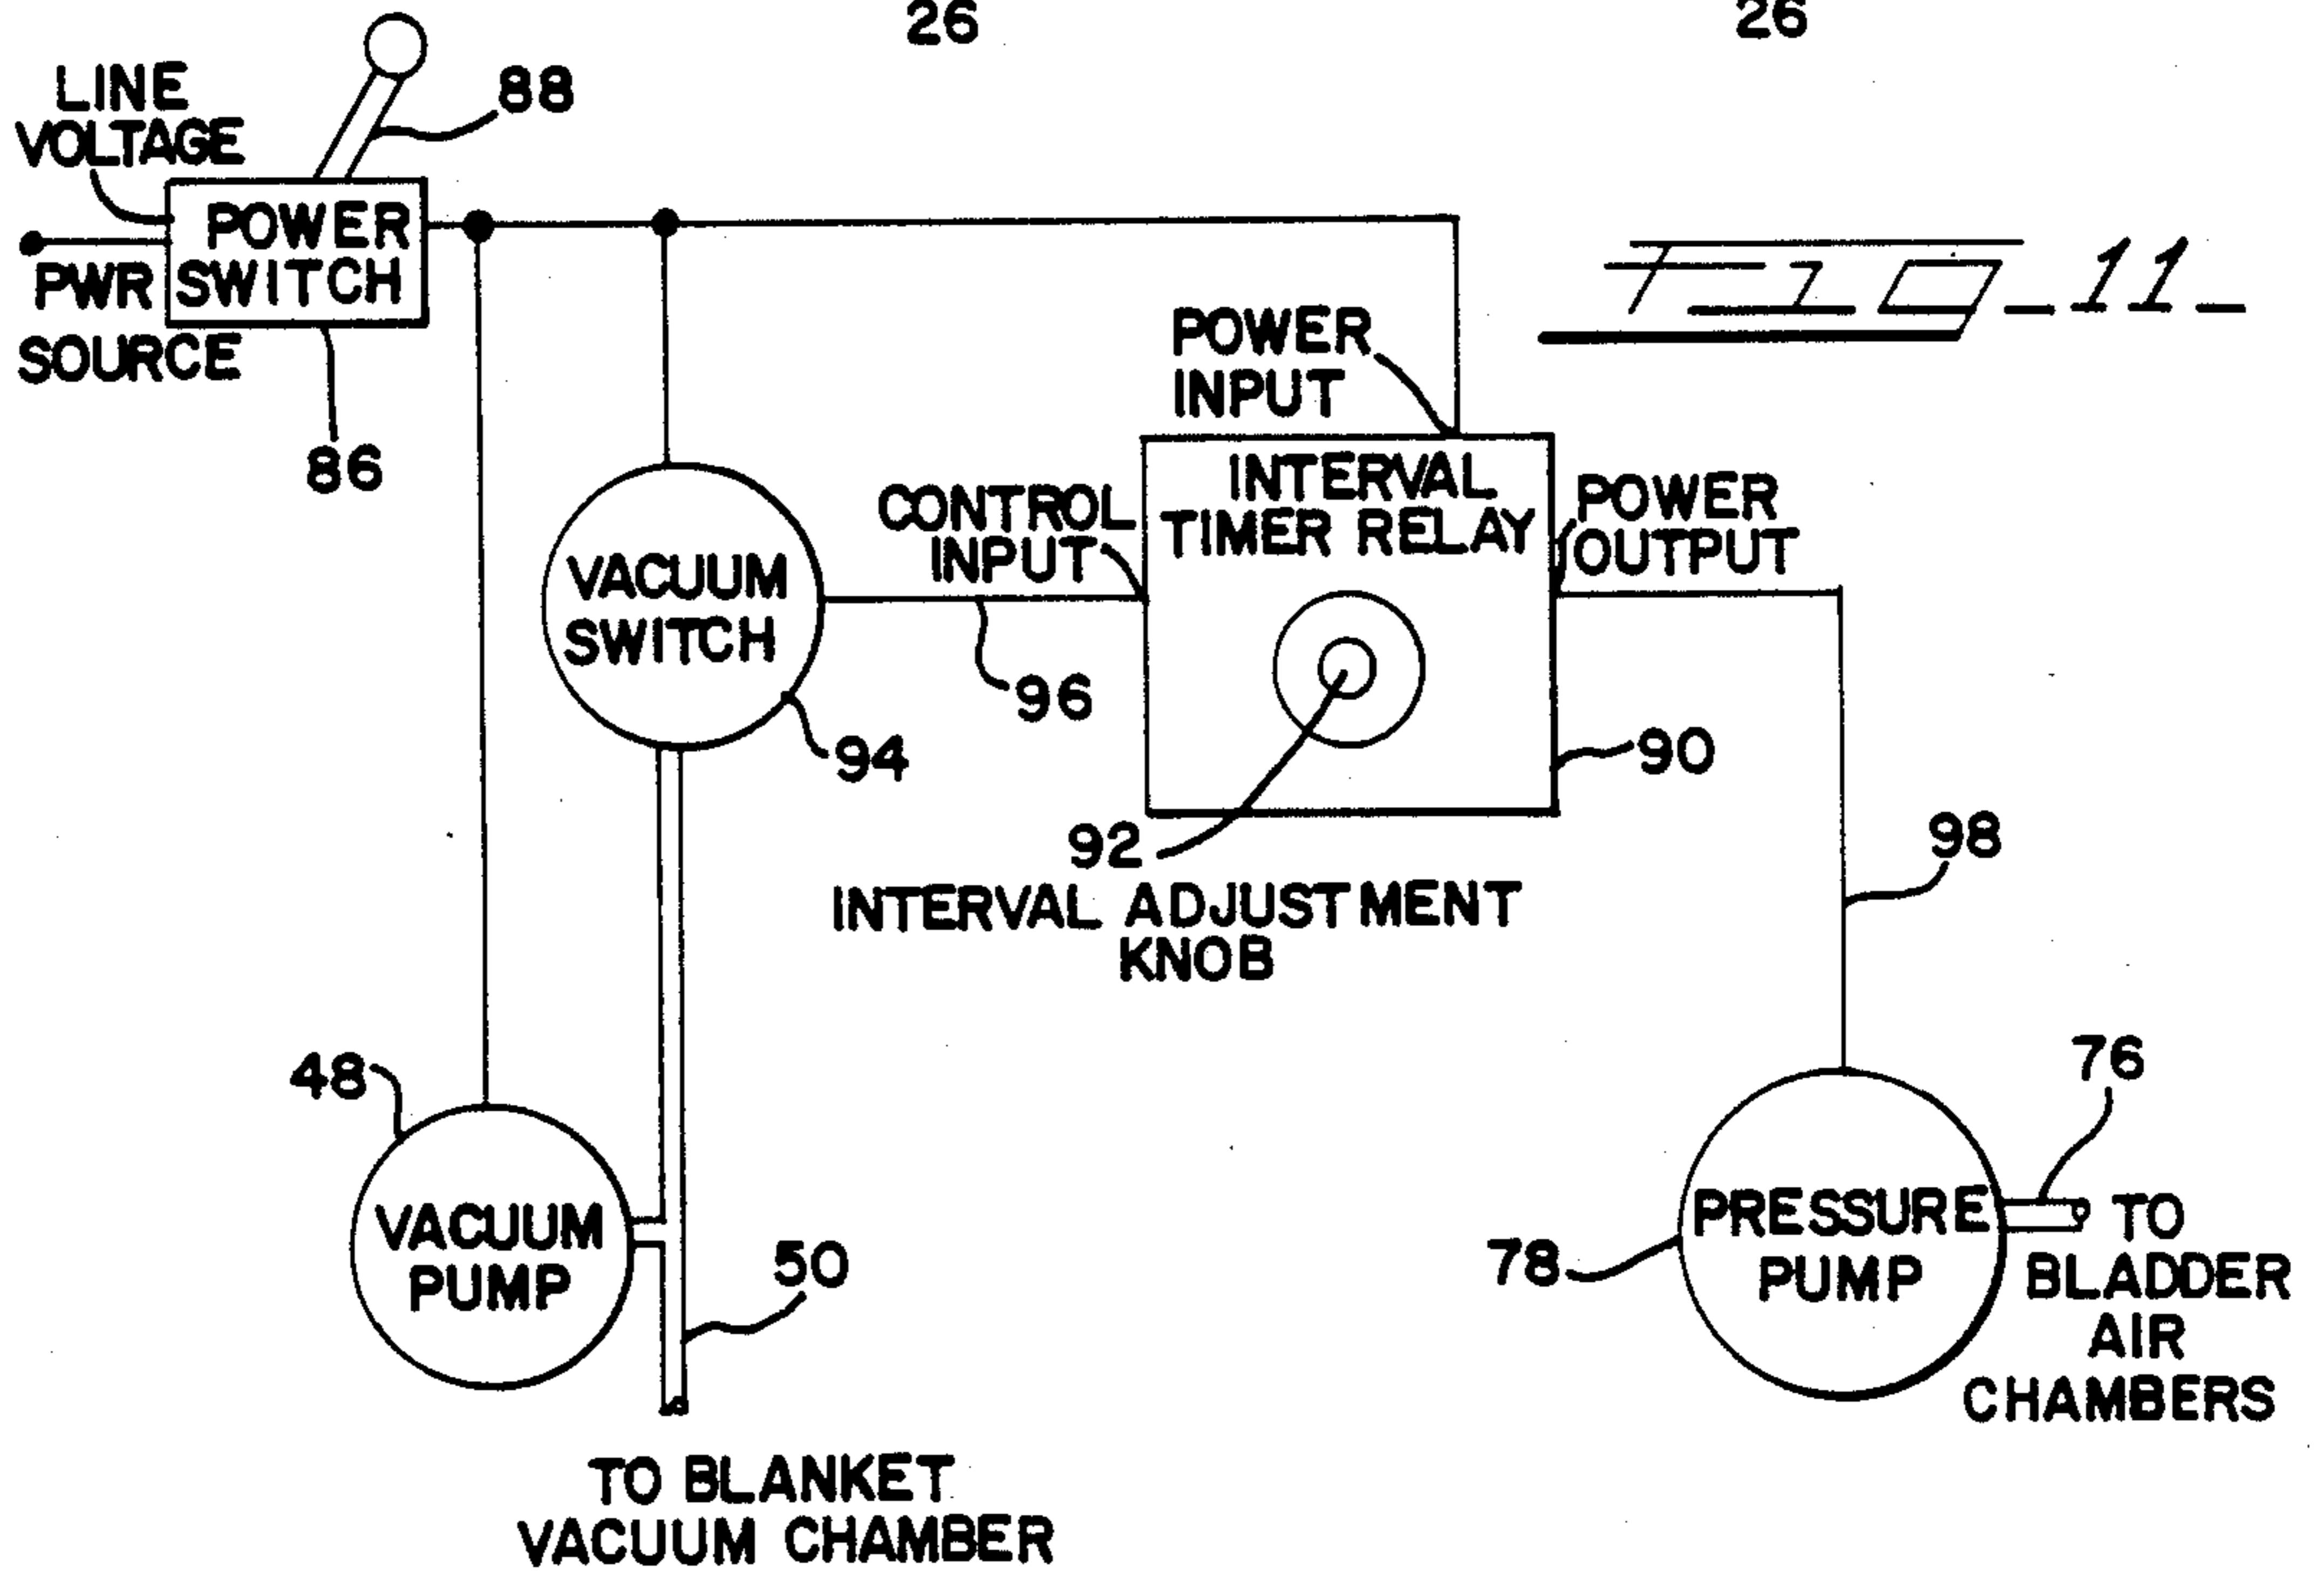 26
26
LINE
VOLTAGE
88
POWER
SWITCH
PWR
SOURCE
86
FIG_11_
POWER
INPUT
CONTROL
INPUT
INTERVAL
TIMER RELAY
POWER
OUTPUT
VACUUM
SWITCH
96
94
90
92
INTERVAL ADJUSTMENT
KNOB
98
48
76
VACUUM
PUMP
50
78
PRESSURE
PUMP
TO
BLADDER
AIR
CHAMBERS
TO BLANKET
VACUUM CHAMBER